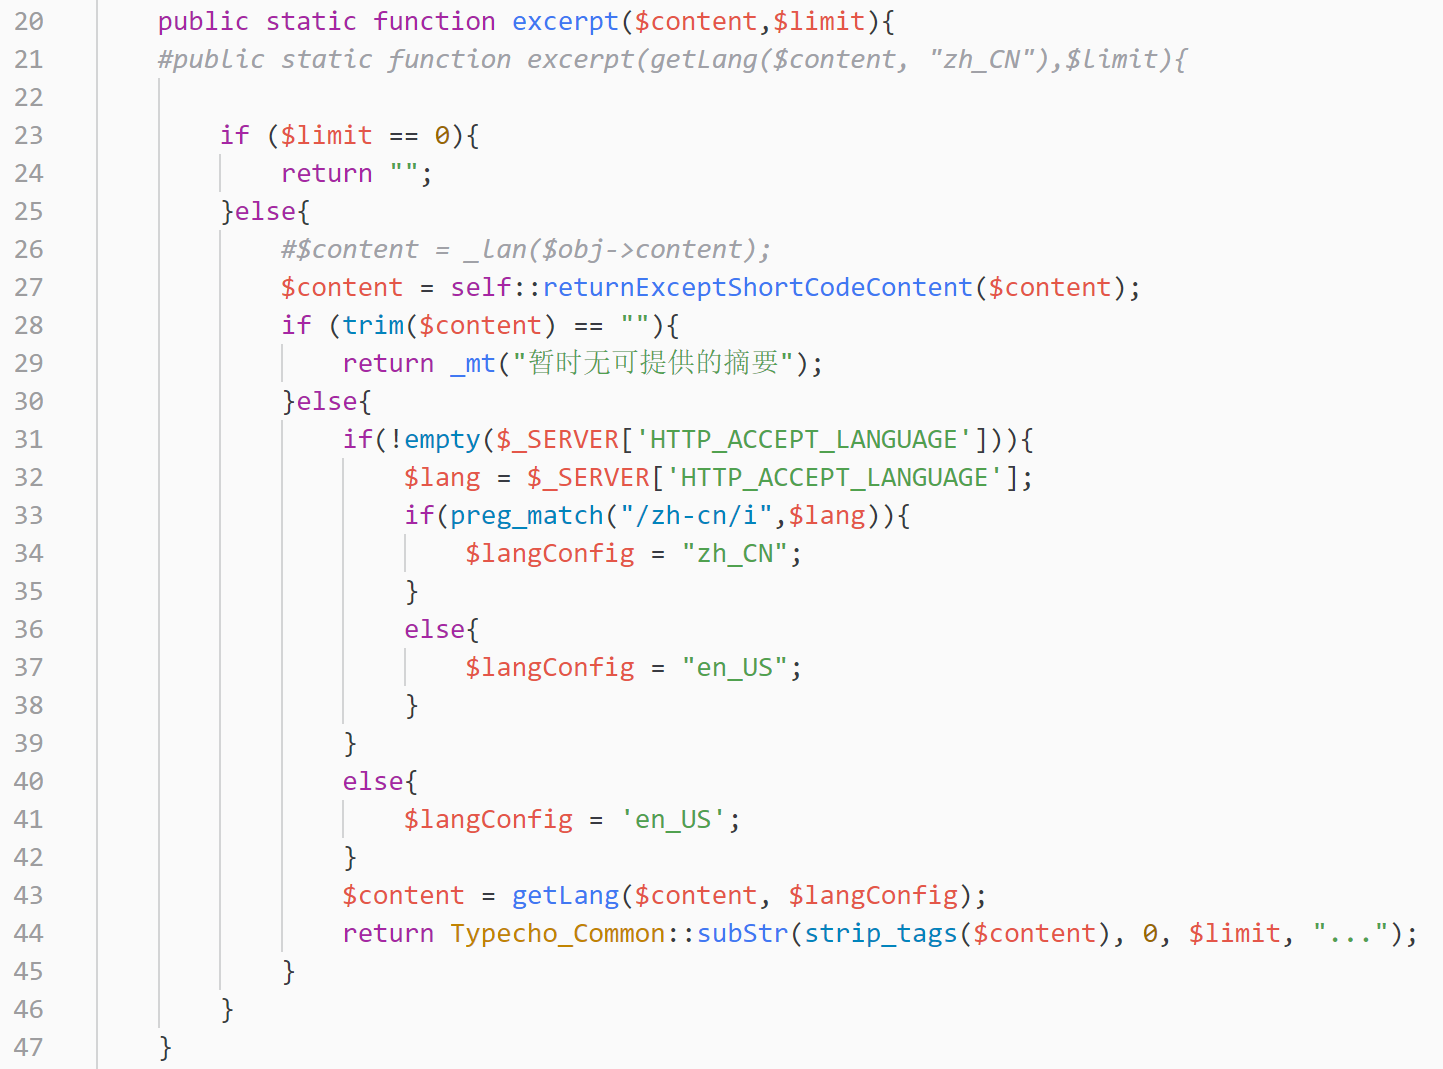 20 public static function excerpt($content,$limit){
21 #public static function excerpt(getLang($content, "zh_CN"),$limit){
22
23 if ($limit == 0){
24 return "";
25 }else{
26 #$content = _lan($obj->content);
27 $content = self::returnExceptShortCodeContent($content);
28 if (trim($content) == ""){
29 return _mt("暂时无可提供的摘要");
30 }else{
31 if(!empty($_SERVER['HTTP_ACCEPT_LANGUAGE'])){
32 $lang = $_SERVER['HTTP_ACCEPT_LANGUAGE'];
33 if(preg_match("/zh-cn/i",$lang)){
34 $langConfig = "zh_CN";
35 }
36 else{
37 $langConfig = "en_US";
38 }
39 }
40 else{
41 $langConfig = 'en_US';
42 }
43 $content = getLang($content, $langConfig);
44 return Typecho_Common::subStr(strip_tags($content), 0, $limit, "...");
45 }
46 }
47 }